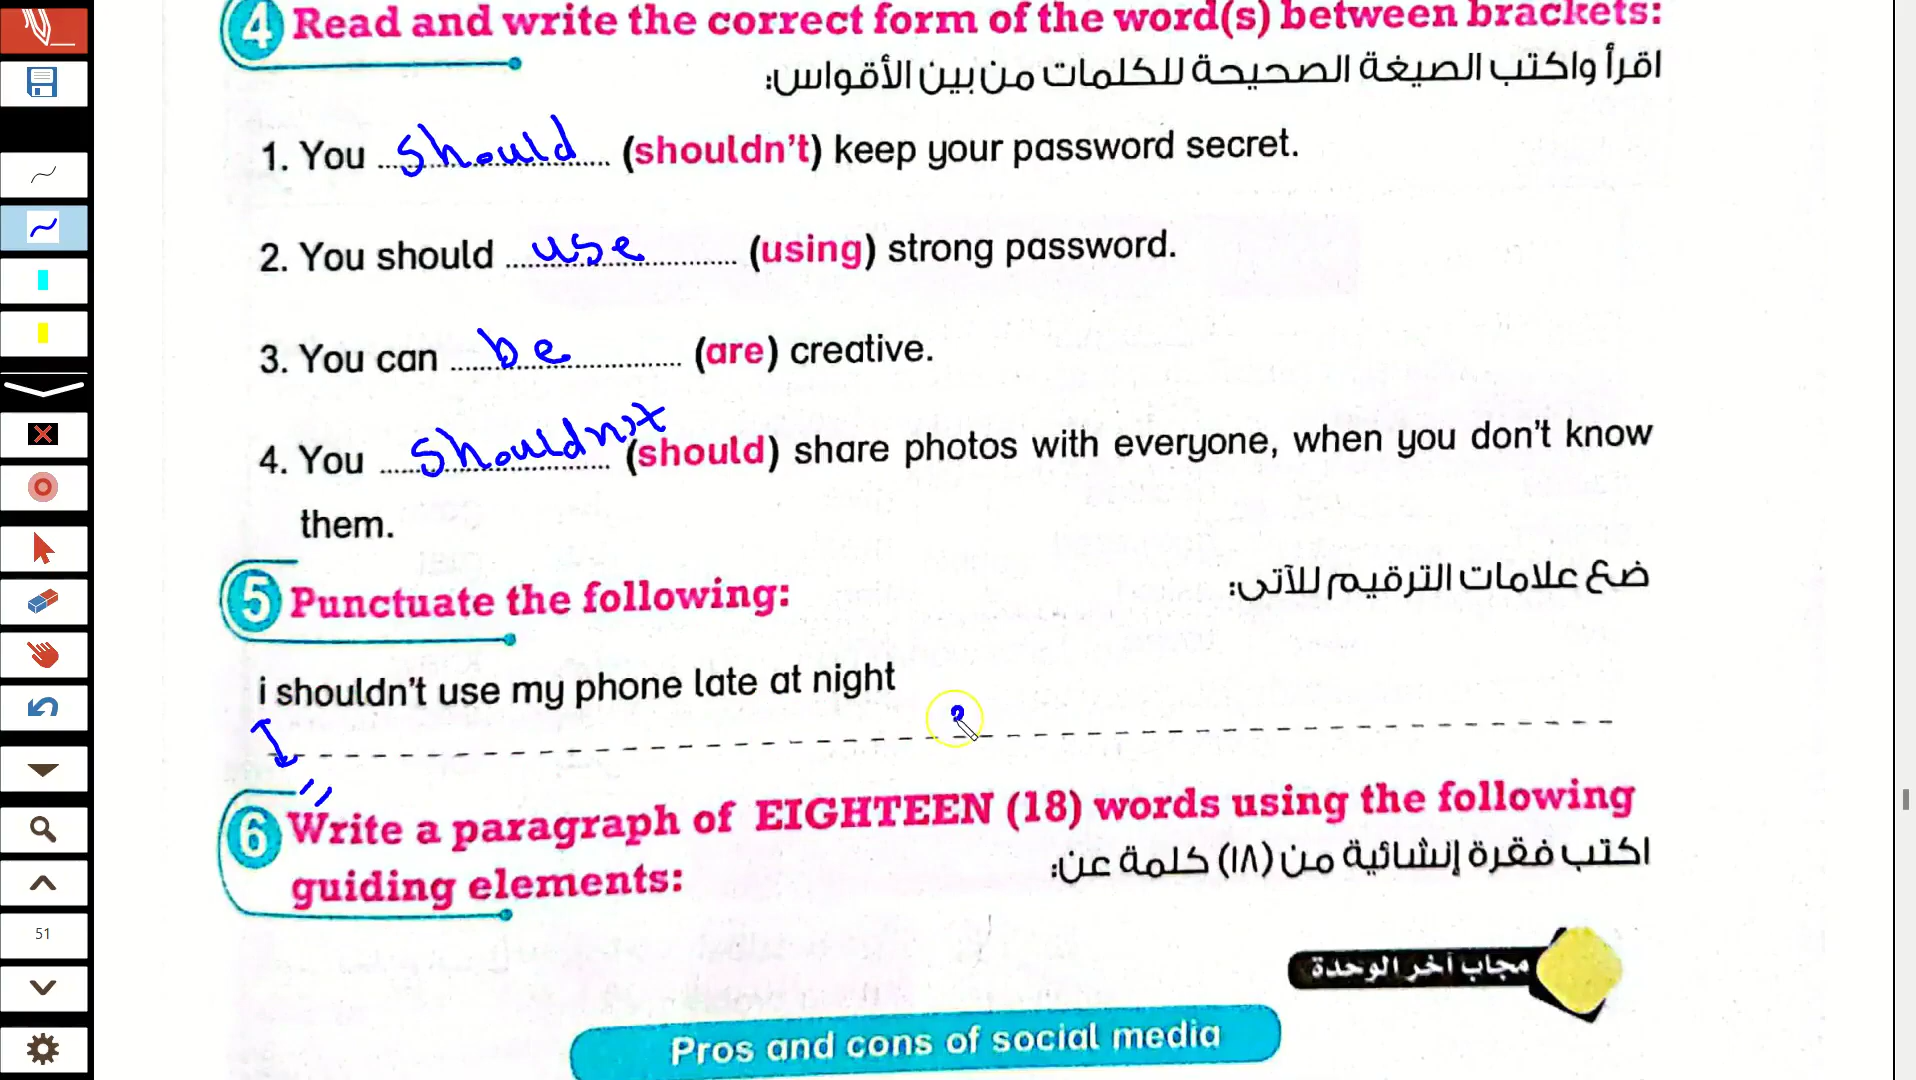 4 Read and write the correct form of the word(s) between brackets:
اقرأ واكتب الصيغة الصحيحة للكلمات من بين الأقواس:
1. You should (shouldn't) keep your password secret.
2. You should use (using) strong password.
3. You can be (are) creative.
4. You shouldn't (should) share photos with everyone, when you don't know
them.
5 Punctuate the following:
ضع علامات الترقيم للآتى:
i shouldn't use my phone late at night
I
6 Write a paragraph of EIGHTEEN (18) words using the following
guiding elements:
اكتب فقرة إنشائية من (١٨) كلمة عن:
مجاب آخر الوحدة
Pros and cons of social media
51